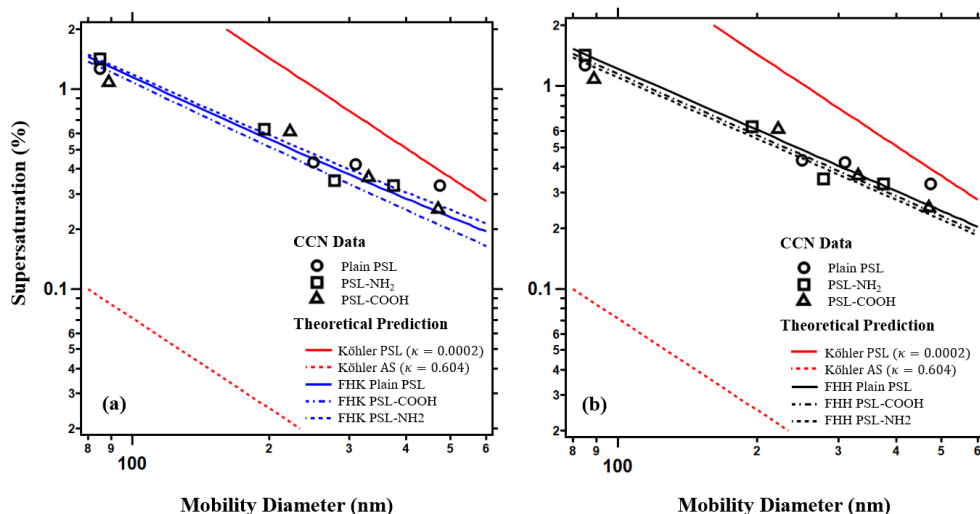 2
1
6
5
4
3
2
0.1
6
5
4
3
2
Supersaturation (%)
CCN Data
Plain PSL
PSL-NH₂
PSL-COOH
Theoretical Prediction
Köhler PSL (κ = 0.0002)
Köhler AS (κ = 0.604)
FHK Plain PSL
FHK PSL-COOH
FHK PSL-NH2
(a)
8 9 2 3 4 5 6
100
Mobility Diameter (nm)
2
1
6
5
4
3
2
0.1
6
5
4
3
2
CCN Data
Plain PSL
PSL-NH₂
PSL-COOH
Theoretical Prediction
Köhler PSL (κ = 0.0002)
Köhler AS (κ = 0.604)
FHH Plain PSL
FHH PSL-COOH
FHH PSL-NH2
(b)
8 9 2 3 4 5 6
100
Mobility Diameter (nm)